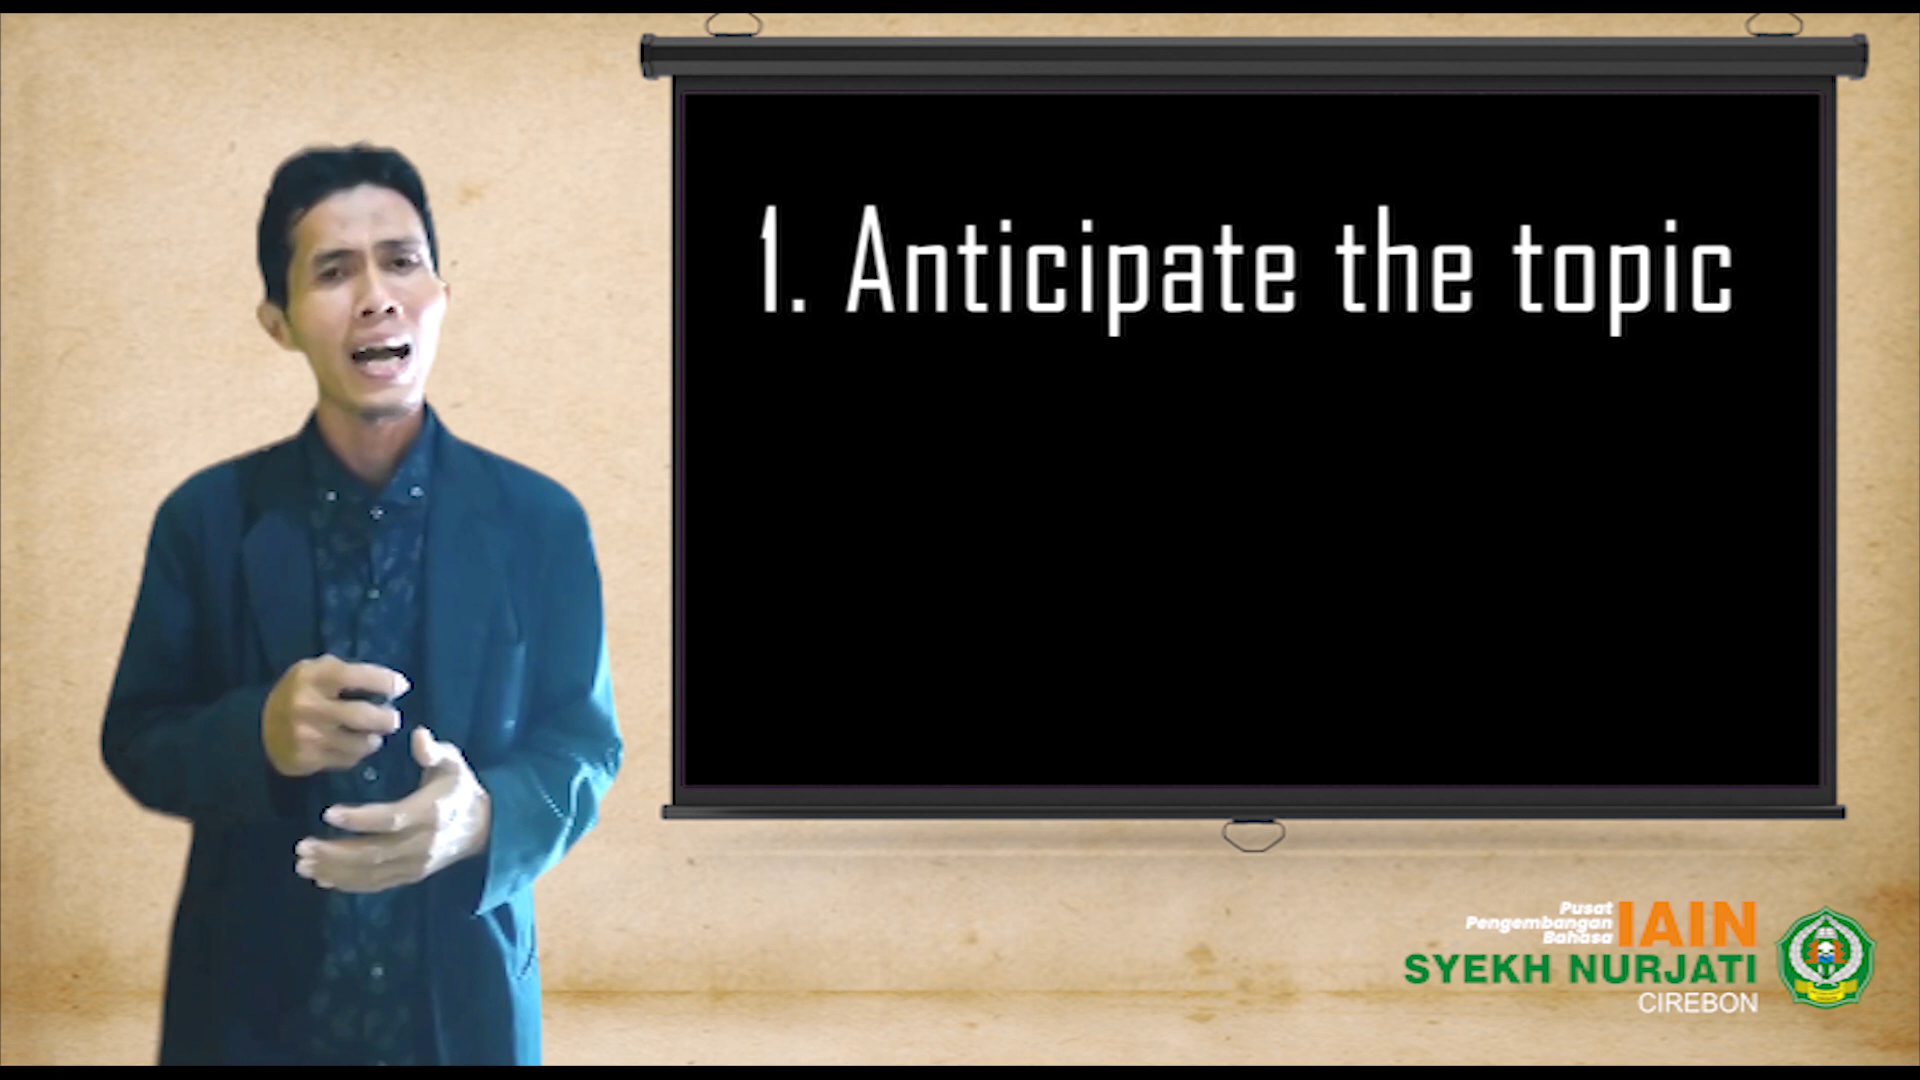 1. Anticipate the topic
Pusat
Pengembangan
Bahasa
IAIN
SYEKH NURJATI
CIREBON